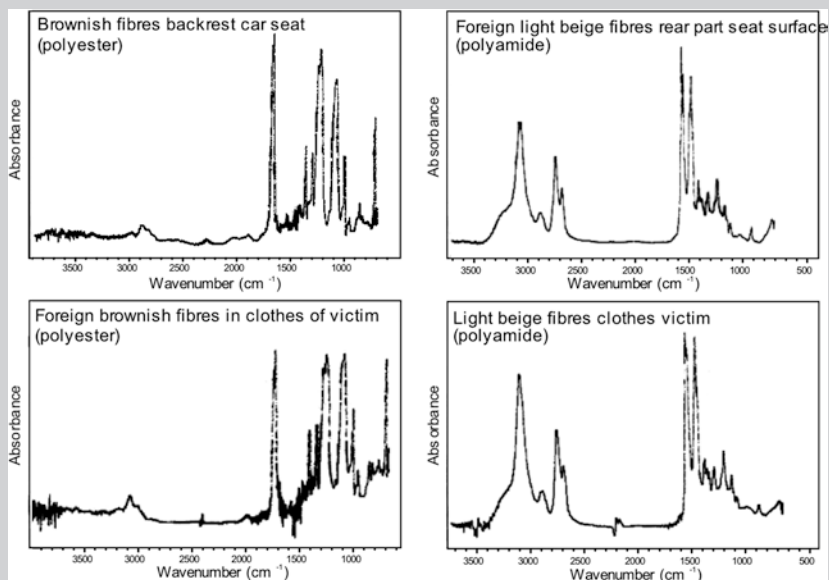 Brownish fibres backrest car seat
(polyester)
Absorbance
3500 3000 2500 2000 1500 1000
Wavenumber (cm⁻¹)
Foreign light beige fibres rear part seat surface
(polyamide)
Absorbance
3000 2000 1500 1000 500
Wavenumber (cm⁻¹)
Foreign brownish fibres in clothes of victim
(polyester)
Absorbance
3500 3000 2500 2000 1500 1000
Wavenumber (cm⁻¹)
Light beige fibres clothes victim
(polyamide)
Absorbance
3500 3000 2000 1500 1000 500
Wavenumber (cm⁻¹)